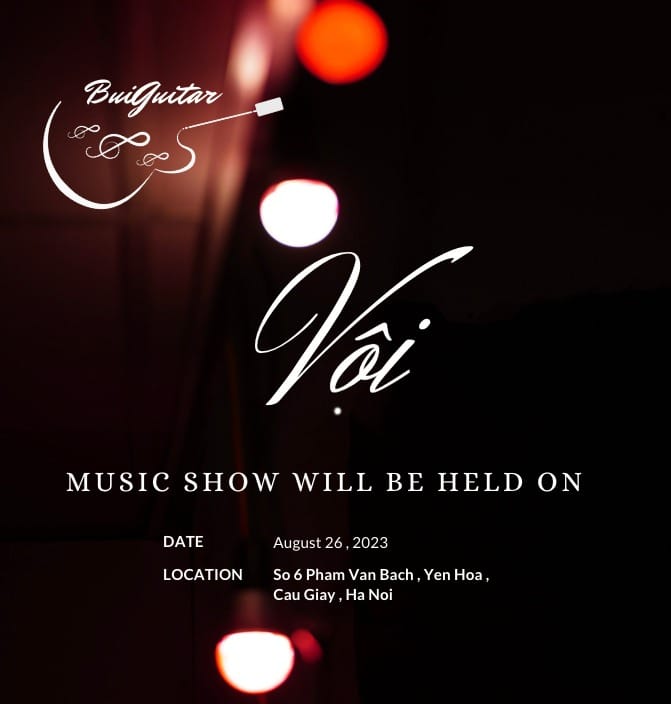 BuiGuitar
Vội
MUSIC SHOW WILL BE HELD ON
DATE August 26 , 2023
LOCATION So 6 Pham Van Bach , Yen Hoa ,
Cau Giay , Ha Noi